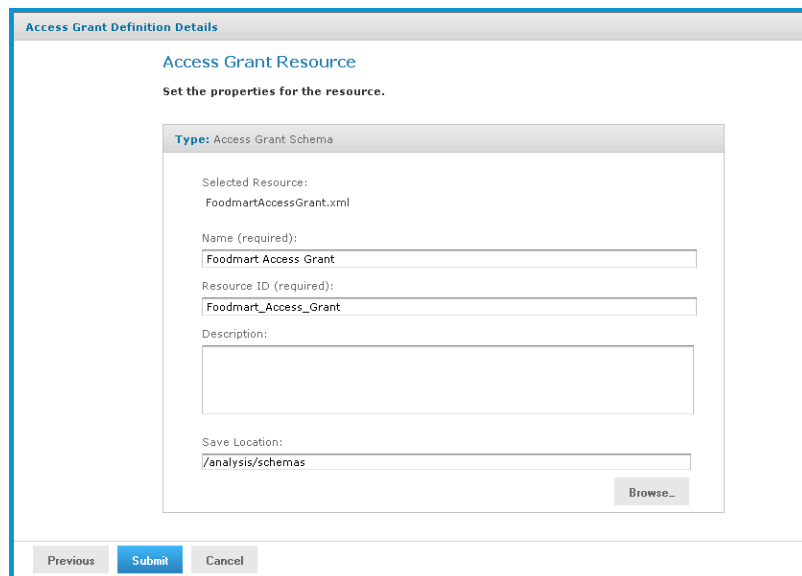 Access Grant Definition Details
Access Grant Resource
Set the properties for the resource.
Type: Access Grant Schema
Selected Resource:
FoodmartAccessGrant.xml
Name (required):
Foodmart Access Grant
Resource ID (required):
Foodmart_Access_Grant
Description:
Save Location:
/analysis/schemas
Browse...
Previous Submit Cancel